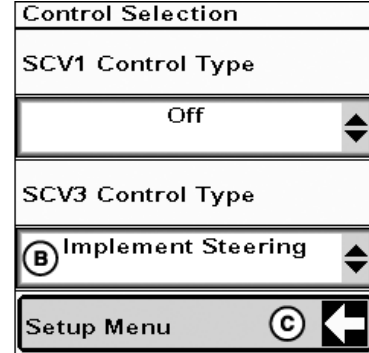 Control Selection
SCV1 Control Type
Off
SCV3 Control Type
B Implement Steering
Setup Menu C